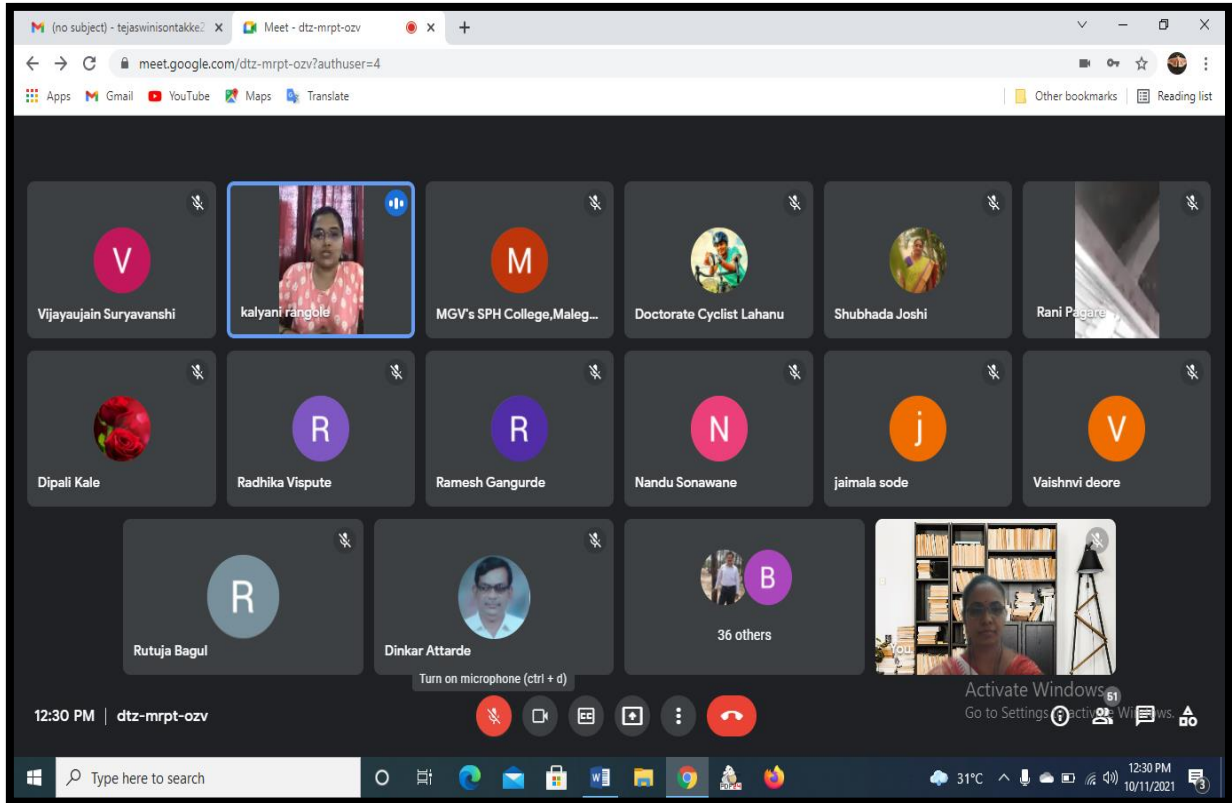 (no subject) - tejaswinisontakke2
Meet - dtz-mrpt-ozv
meet.google.com/dtz-mrpt-ozv?authuser=4
Apps Gmail YouTube Maps Translate Other bookmarks Reading list
V
M
Vijayaujain Suryavanshi
kalyani rangole
MGV's SPH College,Maleg...
Doctorate Cyclist Lahanu
Shubhada Joshi
Rani Pagare
R
R
N
j
V
Dipali Kale
Radhika Vispute
Ramesh Gangurde
Nandu Sonawane
jaimala sode
Vaishnvi deore
R
B
Rutuja Bagul
Dinkar Attarde
36 others
You
Turn on microphone (ctrl + d)
12:30 PM | dtz-mrpt-ozv
CC
Activate Windows
51
Go to Settings to activate Windows.
Type here to search
31°C
12:30 PM
10/11/2021
3